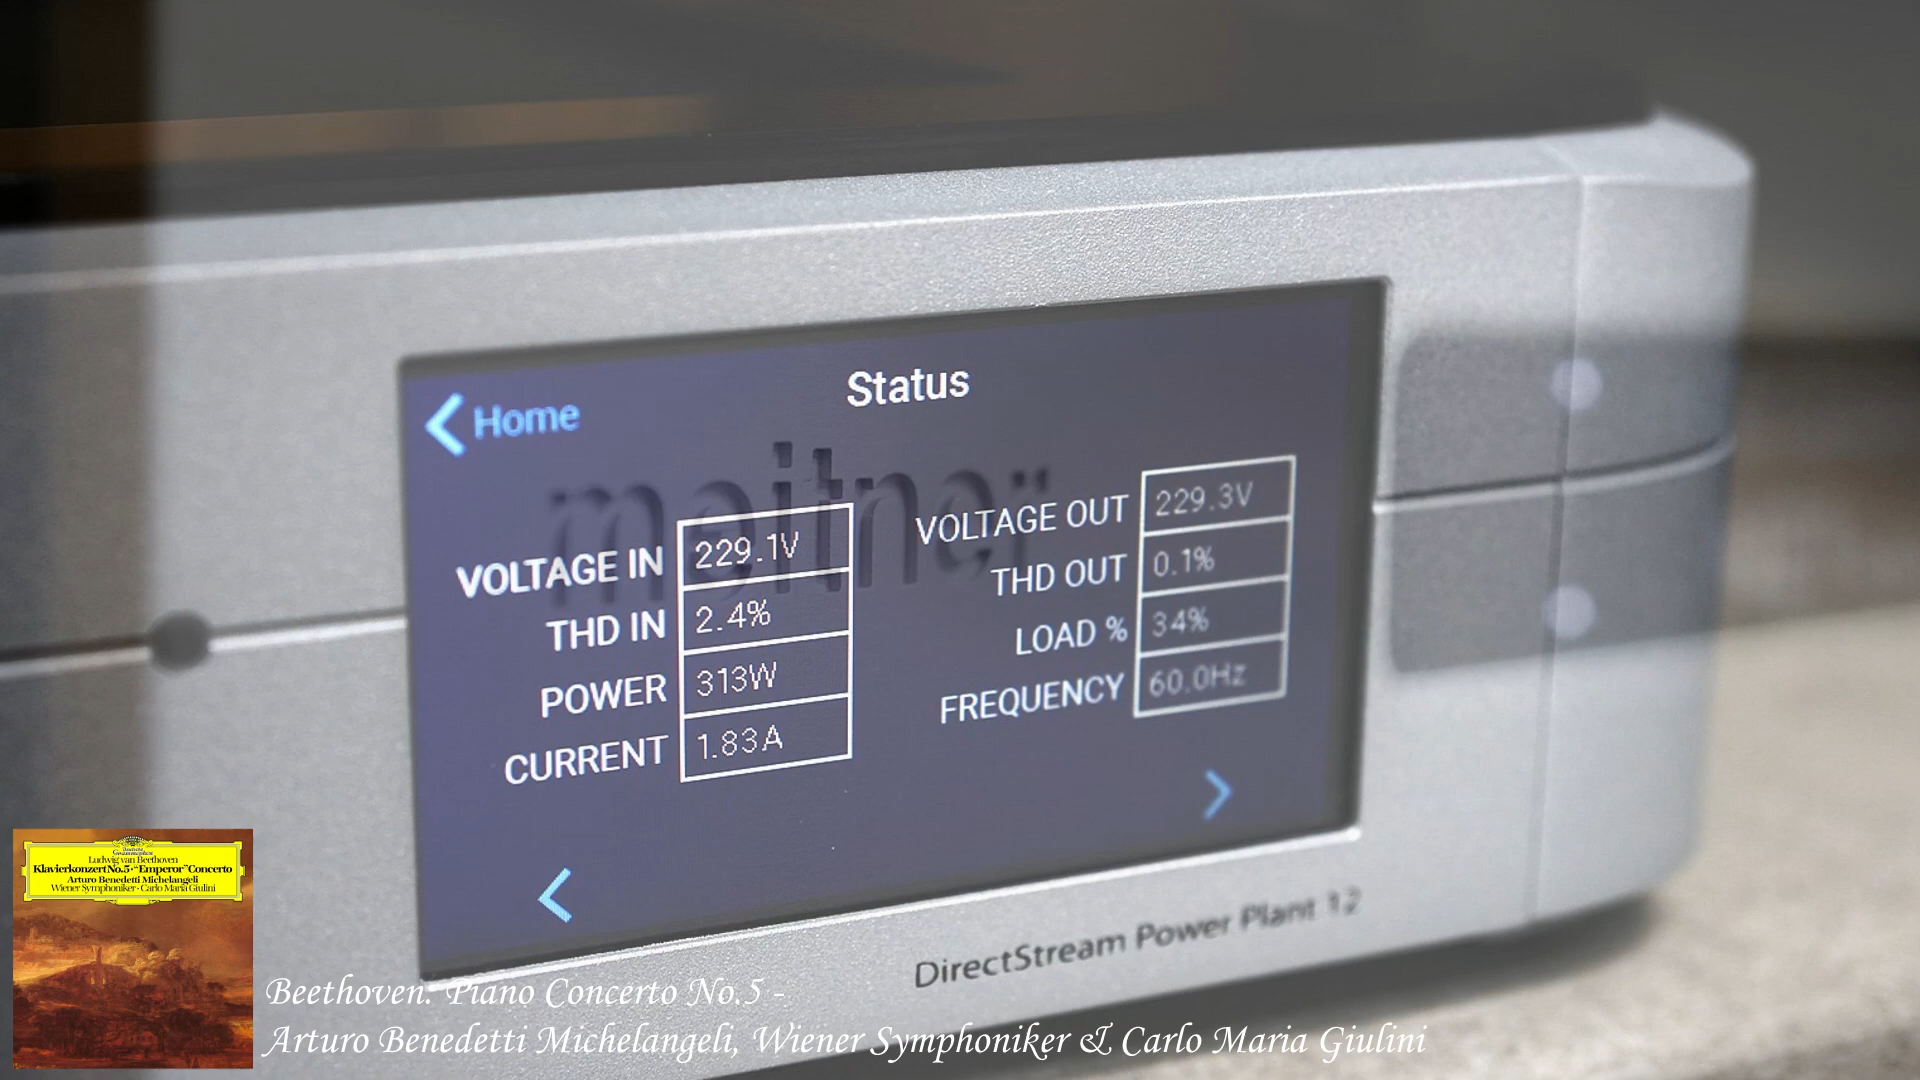 Status
Home
meitner
VOLTAGE IN 229.1V
THD IN 2.4%
POWER 313W
CURRENT 1.83A
VOLTAGE OUT 229.3V
THD OUT 0.1%
LOAD % 34%
FREQUENCY 60.0Hz
DirectStream Power Plant 12
Deutsche
Grammophon
Ludwig van Beethoven
Klavierkonzert No.5 · "Emperor" Concerto
Arturo Benedetti Michelangeli
Wiener Symphoniker · Carlo Maria Giulini
Beethoven: Piano Concerto No.5 -
Arturo Benedetti Michelangeli, Wiener Symphoniker & Carlo Maria Giulini